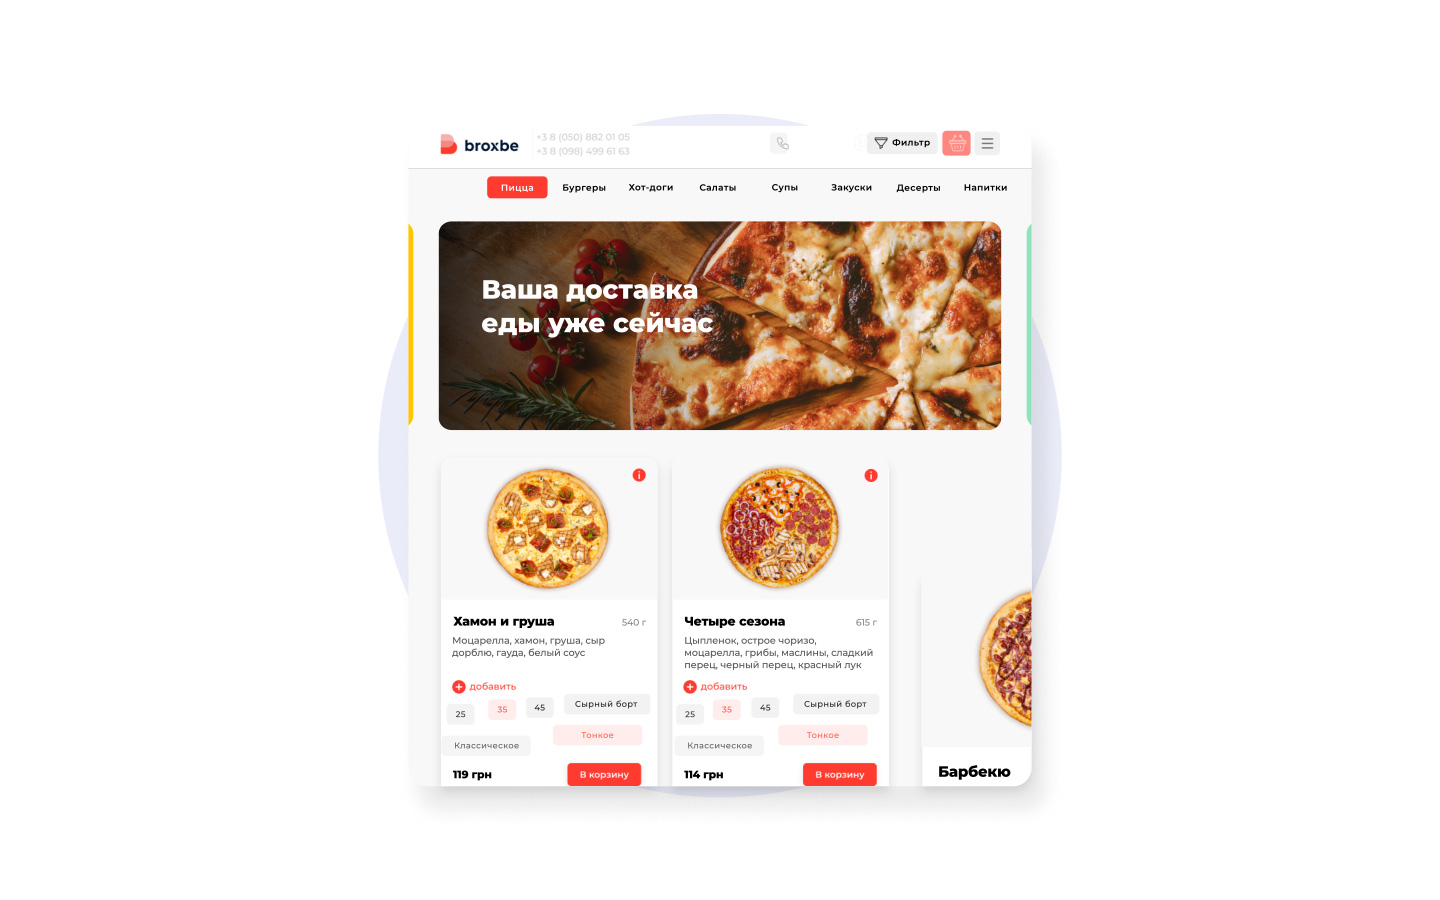 broxbe
+3 8 (050) 882 01 05
+3 8 (098) 499 61 63
Фильтр
Пицца Бургеры Хот-доги Салаты Супы Закуски Десерты Напитки
Ваша доставка
еды уже сейчас
Хамон и груша 540 г
Моцарелла, хамон, груша, сыр
дорблю, гауда, белый соус
+ добавить
25 35 45 Сырный борт
Классическое Тонкое
119 грн В корзину
Четыре сезона 615 г
Цыпленок, острое чоризо,
моцарелла, грибы, маслины, сладкий
перец, черный перец, красный лук
+ добавить
25 35 45 Сырный борт
Классическое Тонкое
114 грн В корзину
Барбекю